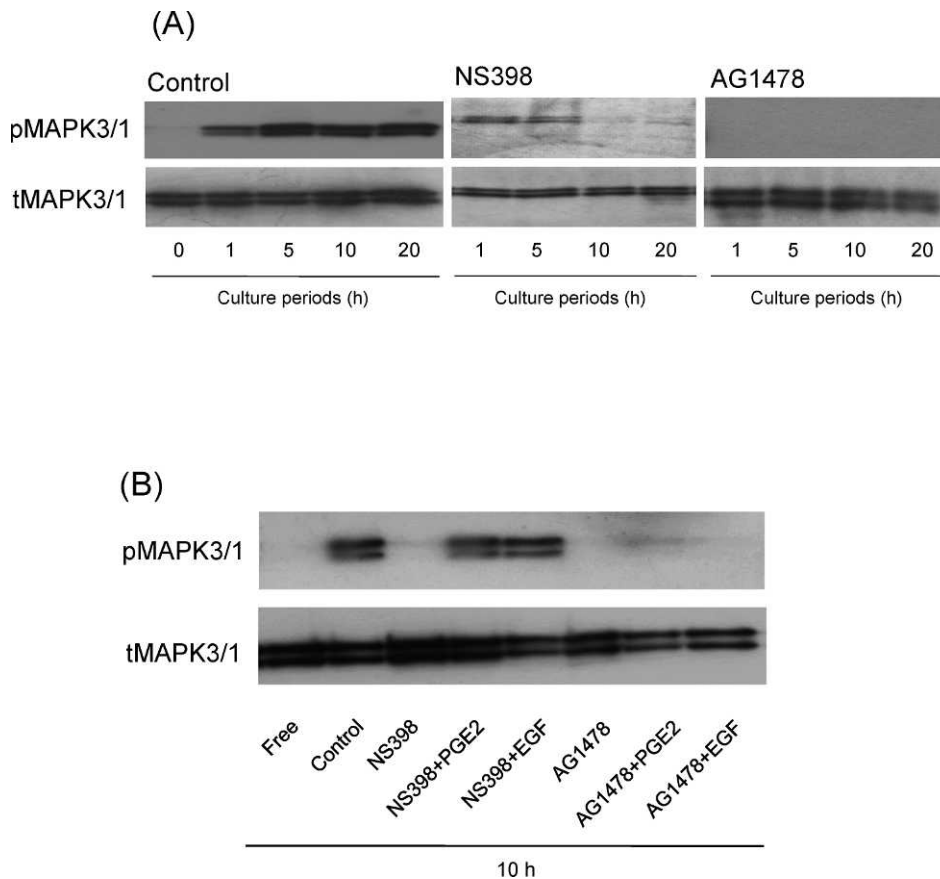 (A)
Control NS398 AG1478
pMAPK3/1
tMAPK3/1
0 1 5 10 20 1 5 10 20 1 5 10 20
Culture periods (h) Culture periods (h) Culture periods (h)
(B)
pMAPK3/1
tMAPK3/1
Free Control NS398 NS398+PGE2 NS398+EGF AG1478 AG1478+PGE2 AG1478+EGF
10 h